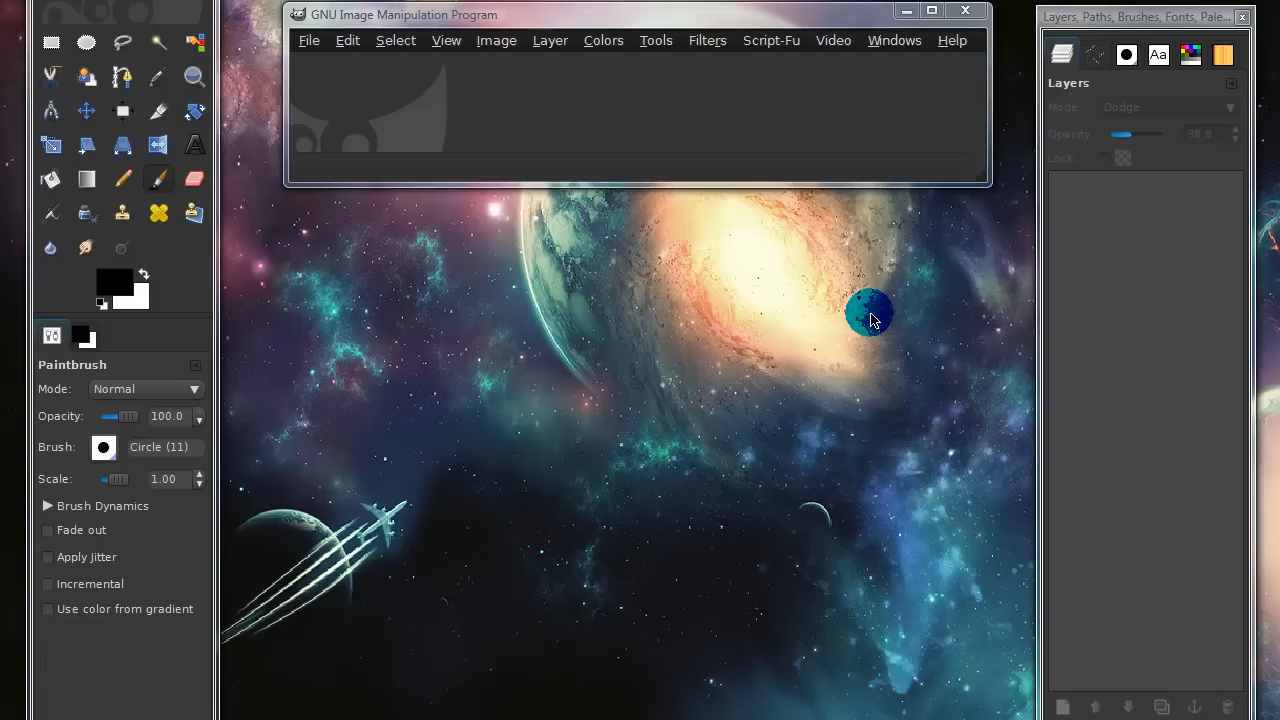 GNU Image Manipulation Program
File Edit Select View Image Layer Colors Tools Filters Script-Fu Video Windows Help
Paintbrush
Mode: Normal
Opacity: 100.0
Brush: Circle (11)
Scale: 1.00
Brush Dynamics
Fade out
Apply Jitter
Incremental
Use color from gradient
Layers, Paths, Brushes, Fonts, Pale...
Aa
Layers
Mode: Dodge
Opacity: 38.8
Lock: